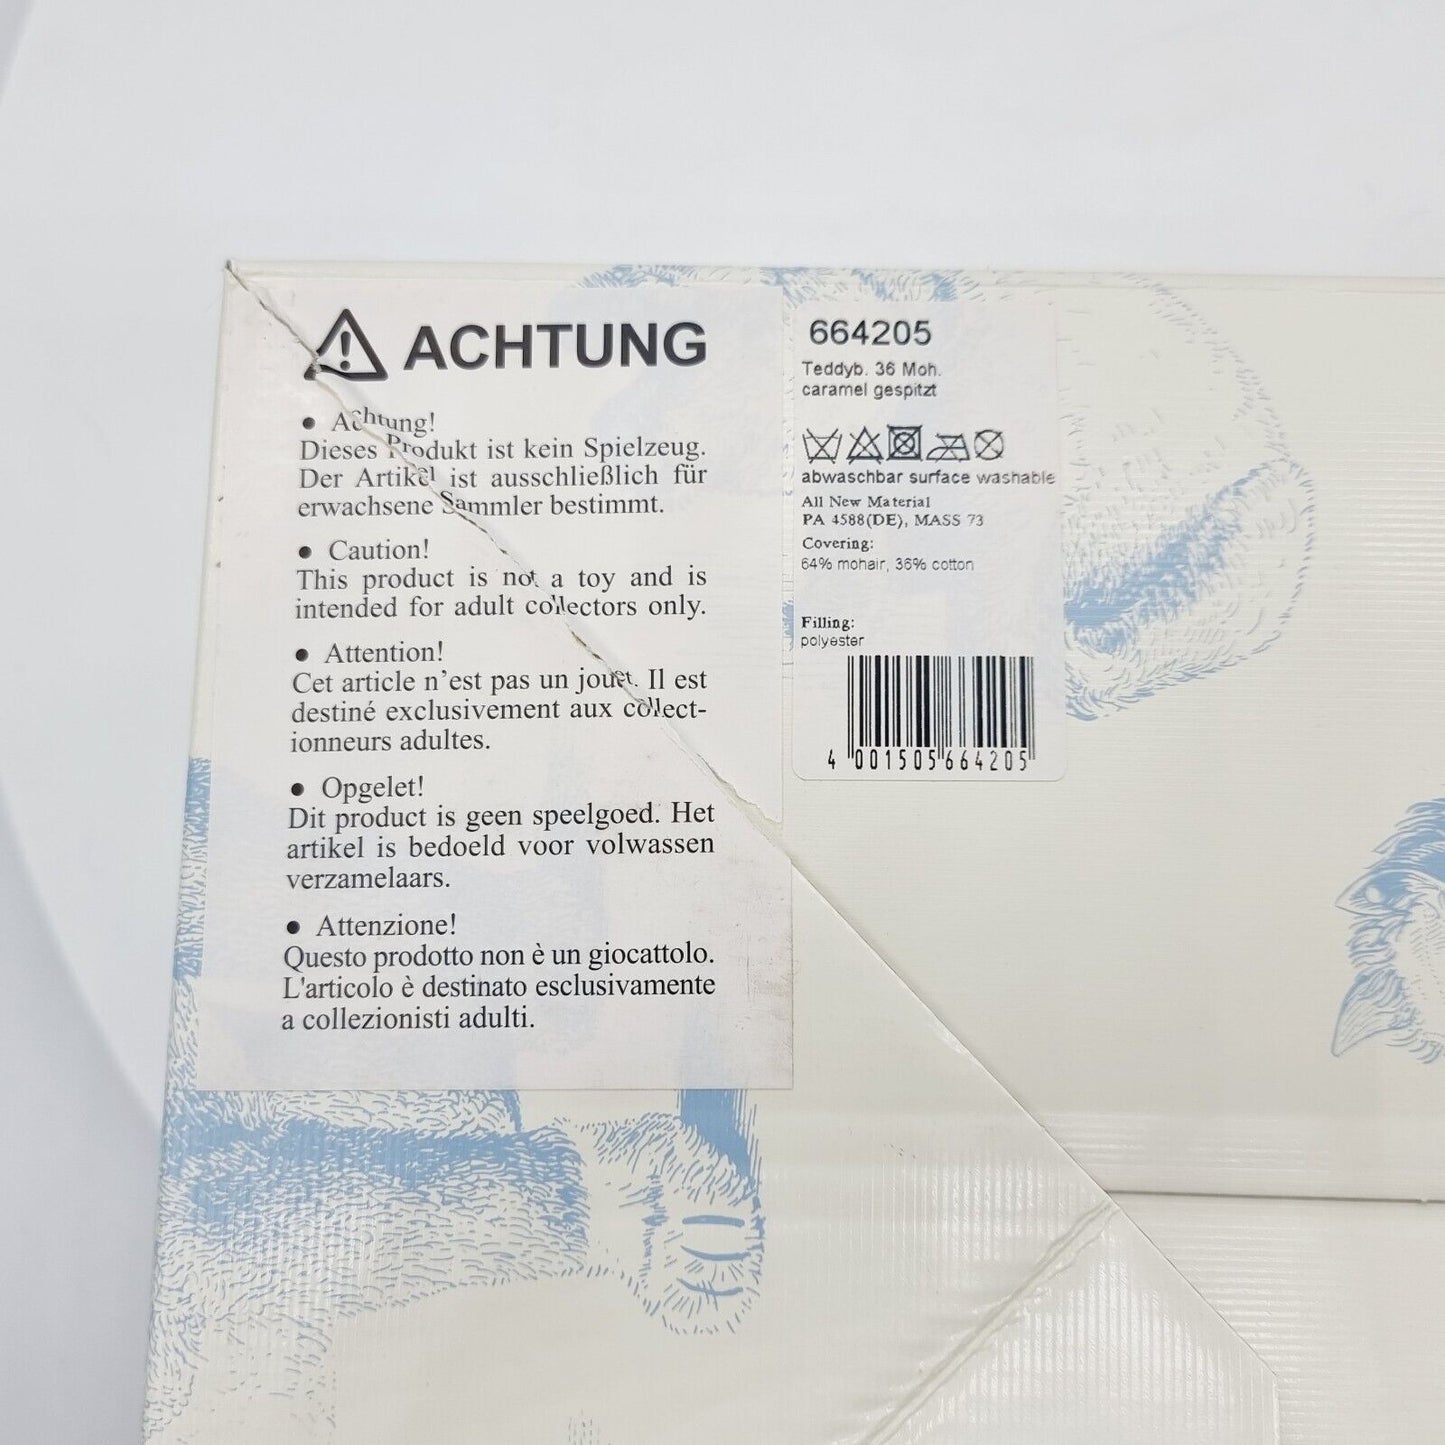 ACHTUNG
• Achtung!
Dieses Produkt ist kein Spielzeug.
Der Artikel ist ausschließlich für
erwachsene Sammler bestimmt.
• Caution!
This product is not a toy and is
intended for adult collectors only.
• Attention!
Cet article n'est pas un jouet. Il est
destiné exclusivement aux collect-
ionneurs adultes.
• Opgelet!
Dit product is geen speelgoed. Het
artikel is bedoeld voor volwassen
verzamelaars.
• Attenzione!
Questo prodotto non è un giocattolo.
L'articolo è destinato esclusivamente
a collezionisti adulti.
664205
Teddyb. 36 Moh.
caramel gespitzt
abwaschbar surface washable
All New Material
PA 4588(DE), MASS 73
Covering:
64% mohair, 36% cotton
Filling:
polyester
4 001505 664205